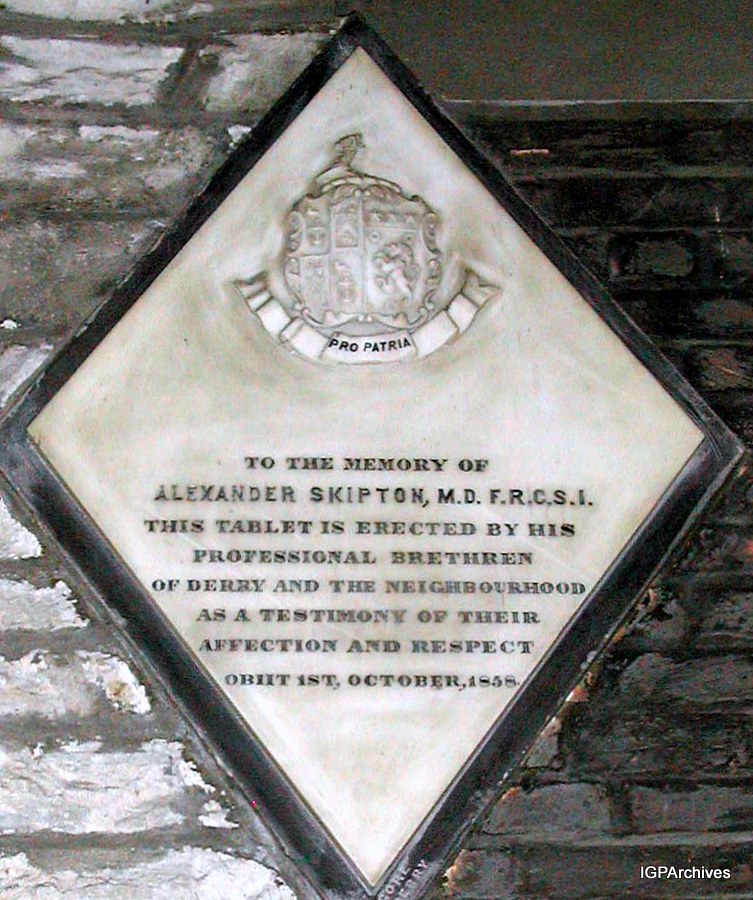 PRO PATRIA
TO THE MEMORY OF
ALEXANDER SKIPTON, M.D. F.R.C.S.I.
THIS TABLET IS ERECTED BY HIS
PROFESSIONAL BRETHREN
OF DERRY AND THE NEIGHBOURHOOD
AS A TESTIMONY OF THEIR
AFFECTION AND RESPECT
OBIIT 1ST, OCTOBER, 1858.
IGPArchives